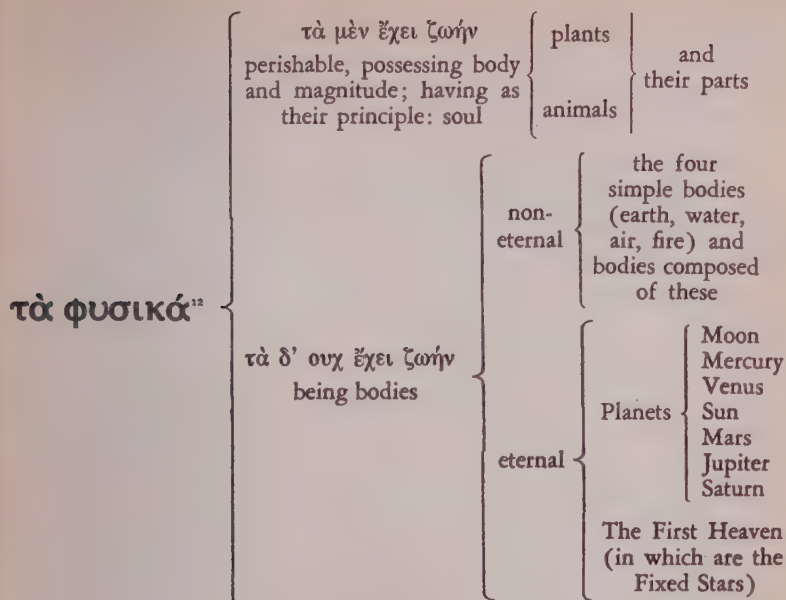 τὰ φυσικά¹²
τὰ μὲν ἔχει ζωήν
perishable, possessing body
and magnitude; having as
their principle: soul
plants
animals
and
their parts
τὰ δ' ουχ ἔχει ζωήν
being bodies
non-
eternal
the four
simple bodies
(earth, water,
air, fire) and
bodies composed
of these
eternal
Planets
Moon
Mercury
Venus
Sun
Mars
Jupiter
Saturn
The First Heaven
(in which are the
Fixed Stars)